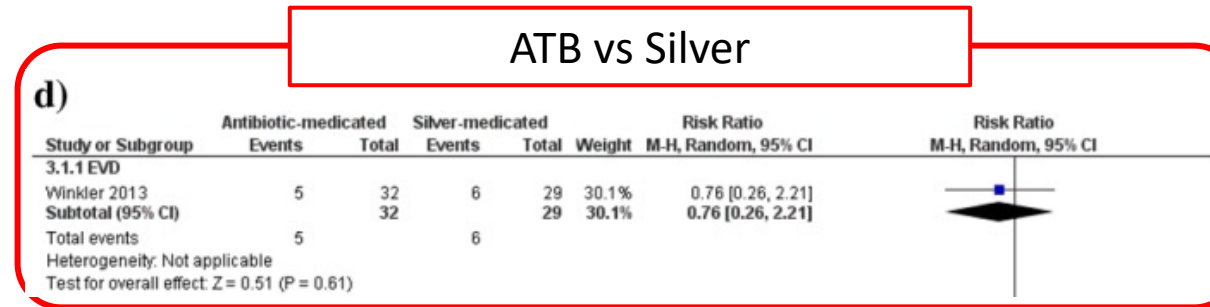 ATB vs Silver
d)
Antibiotic-medicated Silver-medicated Risk Ratio Risk Ratio
Study or Subgroup Events Total Events Total Weight M-H, Random, 95% CI M-H, Random, 95% CI
3.1.1 EVD
Winkler 2013 5 32 6 29 30.1% 0.76 [0.26, 2.21]
Subtotal (95% CI) 32 29 30.1% 0.76 [0.26, 2.21]
Total events 5 6
Heterogeneity: Not applicable
Test for overall effect: Z = 0.51 (P = 0.61)